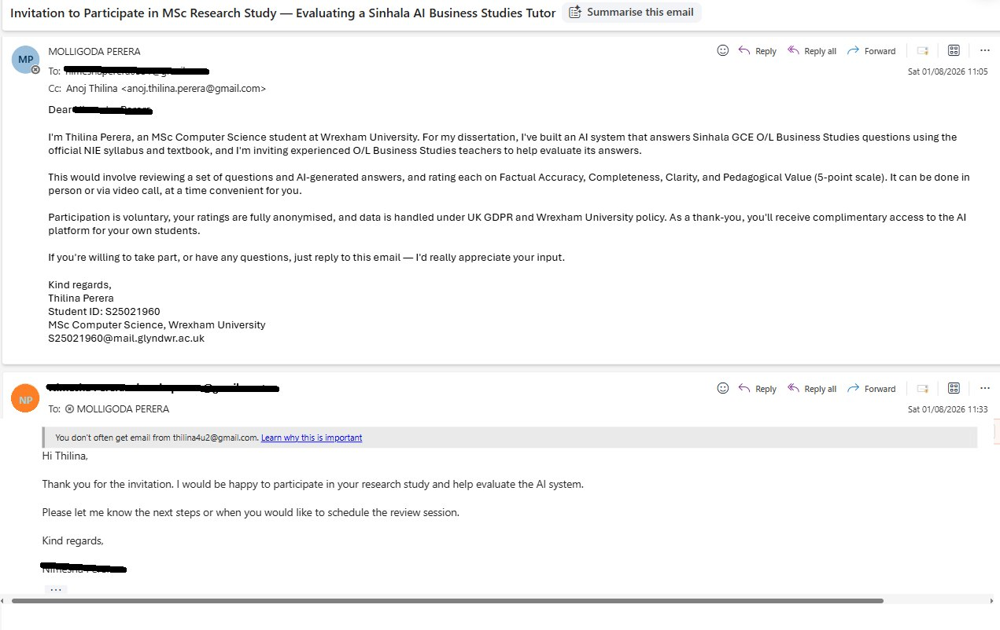 Invitation to Participate in MSc Research Study — Evaluating a Sinhala AI Business Studies Tutor Summarise this email
MP
MOLLIGODA PERERA
Reply Reply all Forward
To:
Sat 01/08/2026 11:05
Cc: Anoj Thilina <anoj.thilina.perera@gmail.com>
Dear
I'm Thilina Perera, an MSc Computer Science student at Wrexham University. For my dissertation, I've built an AI system that answers Sinhala GCE O/L Business Studies questions using the
official NIE syllabus and textbook, and I'm inviting experienced O/L Business Studies teachers to help evaluate its answers.
This would involve reviewing a set of questions and AI-generated answers, and rating each on Factual Accuracy, Completeness, Clarity, and Pedagogical Value (5-point scale). It can be done in
person or via video call, at a time convenient for you.
Participation is voluntary, your ratings are fully anonymised, and data is handled under UK GDPR and Wrexham University policy. As a thank-you, you'll receive complimentary access to the AI
platform for your own students.
If you're willing to take part, or have any questions, just reply to this email — I'd really appreciate your input.
Kind regards,
Thilina Perera
Student ID: S25021960
MSc Computer Science, Wrexham University
S25021960@mail.glyndwr.ac.uk
NP
Reply Reply all Forward
To: MOLLIGODA PERERA
Sat 01/08/2026 11:33
You don't often get email from thilina4u2@gmail.com. Learn why this is important
Hi Thilina,
Thank you for the invitation. I would be happy to participate in your research study and help evaluate the AI system.
Please let me know the next steps or when you would like to schedule the review session.
Kind regards,